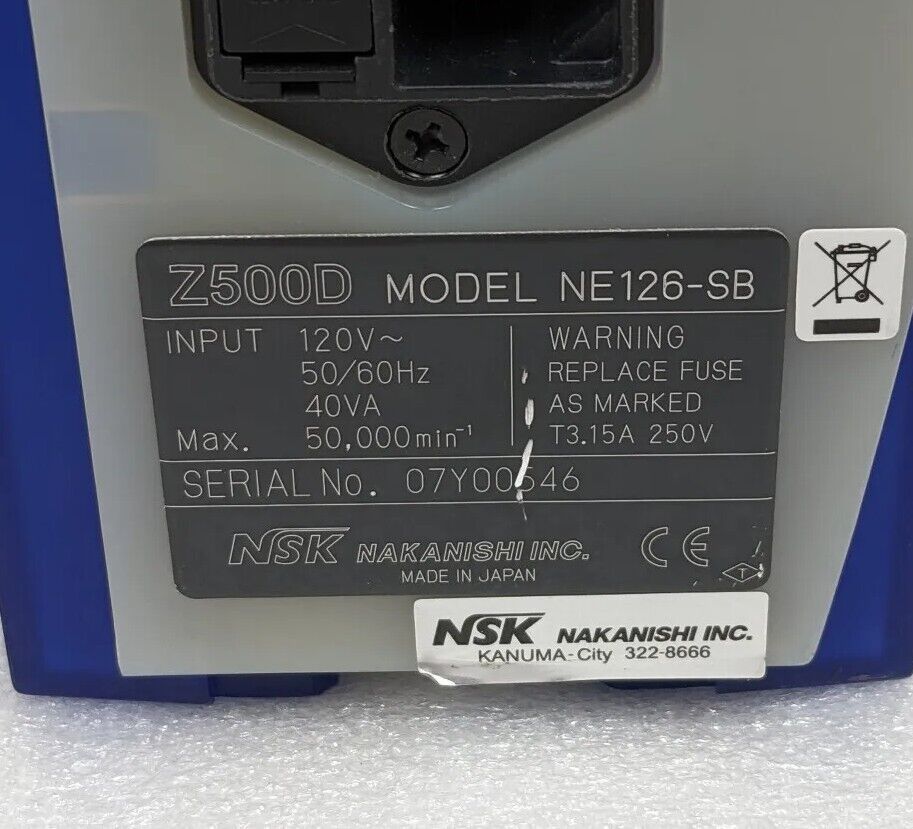 Z500D MODEL NE126-SB
INPUT 120V~
50/60Hz
40VA
Max. 50,000min⁻¹
WARNING
REPLACE FUSE
AS MARKED
T3.15A 250V
SERIAL No. 07Y00546
NSK NAKANISHI INC.
MADE IN JAPAN
CE
T
NSK NAKANISHI INC.
KANUMA-City 322-8666